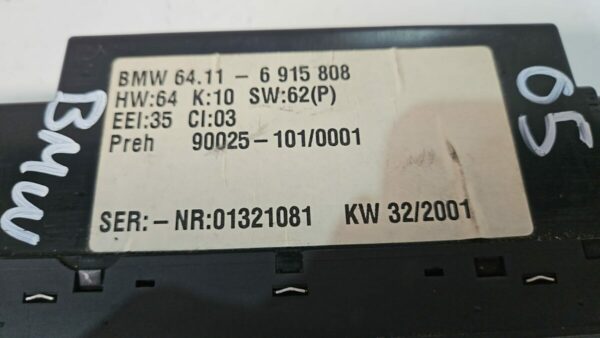 BMW 64.11 - 6 915 808
HW:64 K:10 SW:62(P)
EEI:35 CI:03
Preh 90025-101/0001
SER:-NR:01321081 KW 32/2001
BMW
65